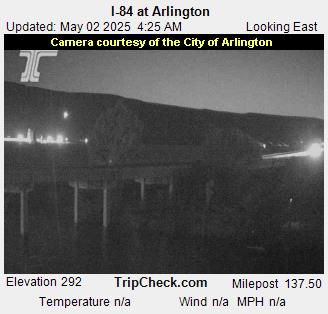 I-84 at Arlington
Updated: May 02 2025 4:25 AM Looking East
Camera courtesy of the City of Arlington
Elevation 292 TripCheck.com Milepost 137.50
Temperature n/a Wind n/a MPH n/a